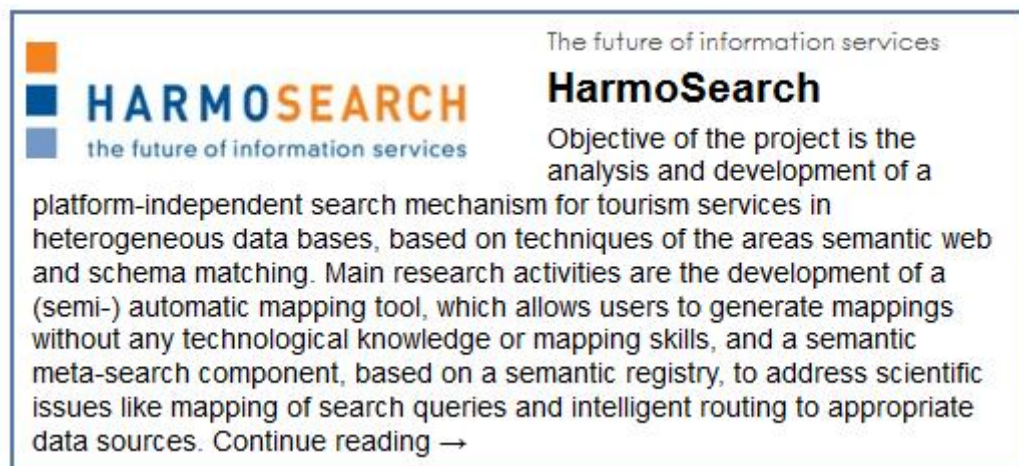 HARMOSEARCH
the future of information services
The future of information services
HarmoSearch
Objective of the project is the
analysis and development of a
platform-independent search mechanism for tourism services in
heterogeneous data bases, based on techniques of the areas semantic web
and schema matching. Main research activities are the development of a
(semi-) automatic mapping tool, which allows users to generate mappings
without any technological knowledge or mapping skills, and a semantic
meta-search component, based on a semantic registry, to address scientific
issues like mapping of search queries and intelligent routing to appropriate
data sources. Continue reading →